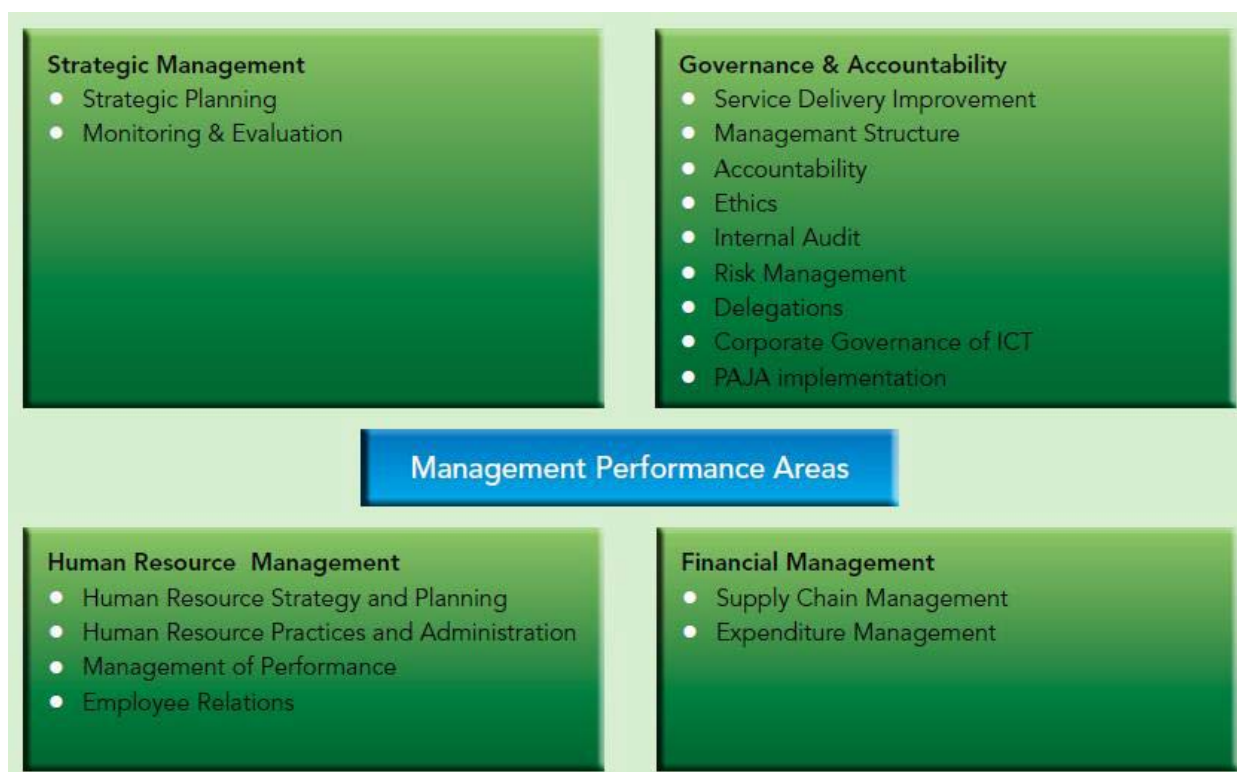 Strategic Management
Strategic Planning
Monitoring & Evaluation
Governance & Accountability
Service Delivery Improvement
Managemant Structure
Accountability
Ethics
Internal Audit
Risk Management
Delegations
Corporate Governance of ICT
PAJA implementation
Management Performance Areas
Human Resource Management
Human Resource Strategy and Planning
Human Resource Practices and Administration
Management of Performance
Employee Relations
Financial Management
Supply Chain Management
Expenditure Management